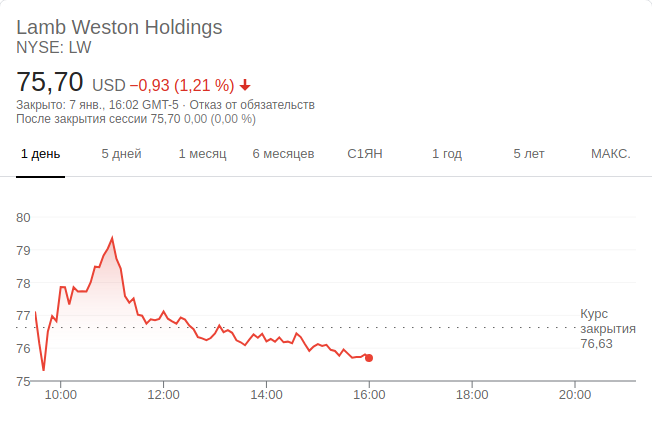 Lamb Weston Holdings
NYSE: LW
75,70 USD −0,93 (1,21 %)
Закрыто: 7 янв., 16:02 GMT-5 · Отказ от обязательств
После закрытия сессии 75,70 0,00 (0,00 %)
1 день 5 дней 1 месяц 6 месяцев С1ЯН 1 год 5 лет МАКС.
80
79
78
77
76
75
Курс
закрытия
76,63
10:00 12:00 14:00 16:00 18:00 20:00